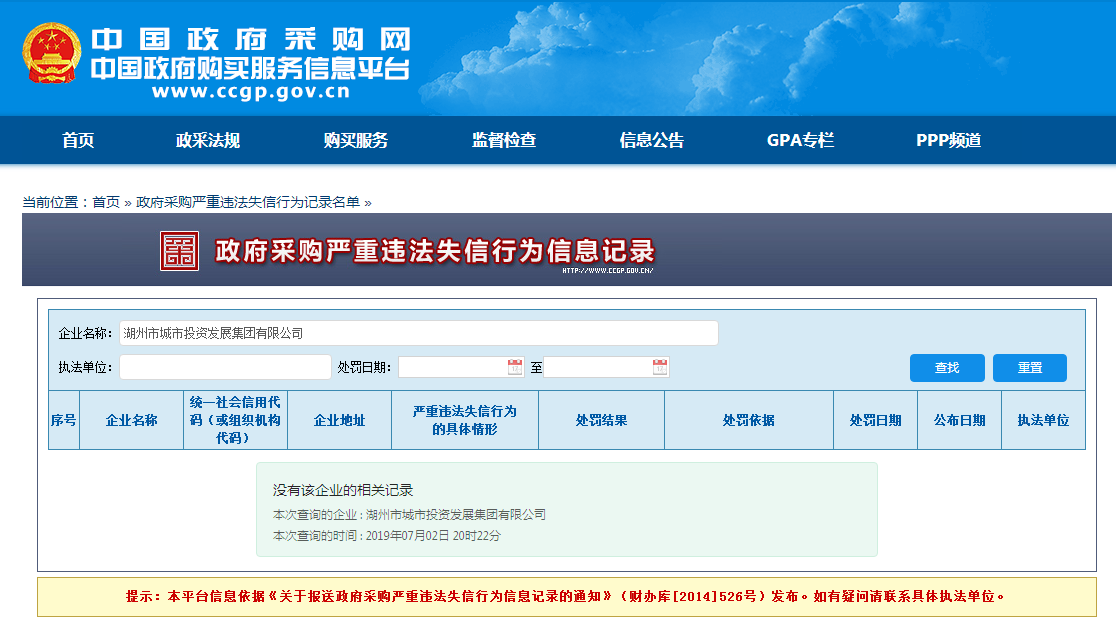 中国政府采购网
中国政府购买服务信息平台
www.ccgp.gov.cn
首页 政采法规 购买服务 监督检查 信息公告 GPA专栏 PPP频道
当前位置：首页 » 政府采购严重违法失信行为记录名单 »
政府采购严重违法失信行为信息记录
HTTP://WWW.CCGP.GOV.CN/
企业名称： 湖州市城市投资发展集团有限公司
执法单位： 处罚日期： 至 查找 重置
序号 企业名称 统一社会信用代码（或组织机构代码） 企业地址 严重违法失信行为的具体情形 处罚结果 处罚依据 处罚日期 公布日期 执法单位
没有该企业的相关记录
本次查询的企业 : 湖州市城市投资发展集团有限公司
本次查询的时间 : 2019年07月02日 20时22分
提示：本平台信息依据《关于报送政府采购严重违法失信行为信息记录的通知》（财办库[2014]526号）发布。如有疑问请联系具体执法单位。